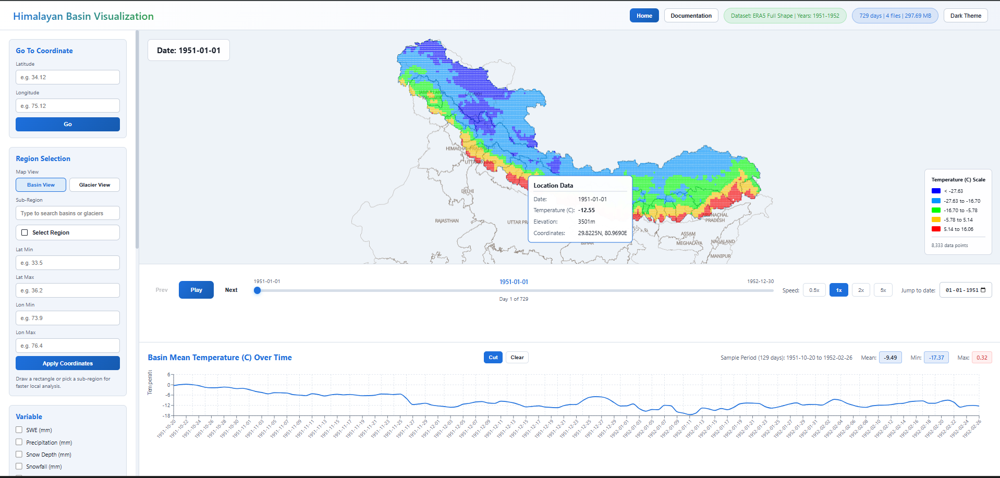 Himalayan Basin Visualization
Home
Documentation
Dataset: ERA5 Full Shape | Years: 1951-1952
729 days | 4 files | 297.69 MB
Dark Theme
Go To Coordinate
Latitude
e.g. 34.12
Longitude
e.g. 75.12
Go
Region Selection
Map View
Basin View
Glacier View
Sub-Region
Type to search basins or glaciers
Select Region
Lat Min
e.g. 33.5
Lat Max
e.g. 36.2
Lon Min
e.g. 73.9
Lon Max
e.g. 76.4
Apply Coordinates
Draw a rectangle or pick a sub-region for
faster local analysis.
Variable
SWE (mm)
Precipitation (mm)
Snow Depth (mm)
Snowfall (mm)
Date: 1951-01-01
HIMACHAL PRADESH
DELHI
RAJASTHAN
UTTAR PRA
BIHAR
PRADESH
ASSAM
MEGHALAYA
NAGALAND
MANIPUR
Location Data
Date: 1951-01-01
Temperature (C): -12.55
Elevation: 3501m
Coordinates: 29.8225N, 80.9690E
Temperature (C) Scale
< -27.63
-27.63 to -16.70
-16.70 to -5.78
-5.78 to 5.14
5.14 to 16.06
8,333 data points
Prev
Play
Next
1951-01-01
1951-01-01
1952-12-30
Day 1 of 729
Speed:
0.5x
1x
2x
5x
Jump to date:
01-01-1951
Basin Mean Temperature (C) Over Time
Cut
Clear
Sample Period (129 days): 1951-10-20 to 1952-02-26
Mean: -9.49
Min: -17.37
Max: 0.32
Temperatu
6
0
-6
-12
-18
1951-10-20
1951-10-22
1951-10-24
1951-10-26
1951-10-28
1951-10-30
1951-11-01
1951-11-03
1951-11-05
1951-11-07
1951-11-09
1951-11-11
1951-11-13
1951-11-15
1951-11-17
1951-11-19
1951-11-21
1951-11-23
1951-11-25
1951-11-27
1951-11-29
1951-12-01
1951-12-03
1951-12-05
1951-12-07
1951-12-09
1951-12-11
1951-12-13
1951-12-15
1951-12-17
1951-12-19
1951-12-21
1951-12-23
1951-12-25
1951-12-27
1951-12-29
1952-01-01
1952-01-03
1952-01-05
1952-01-07
1952-01-09
1952-01-11
1952-01-13
1952-01-15
1952-01-17
1952-01-19
1952-01-21
1952-01-23
1952-01-25
1952-01-27
1952-01-29
1952-01-31
1952-02-02
1952-02-04
1952-02-06
1952-02-08
1952-02-10
1952-02-12
1952-02-14
1952-02-16
1952-02-18
1952-02-20
1952-02-22
1952-02-24
1952-02-26